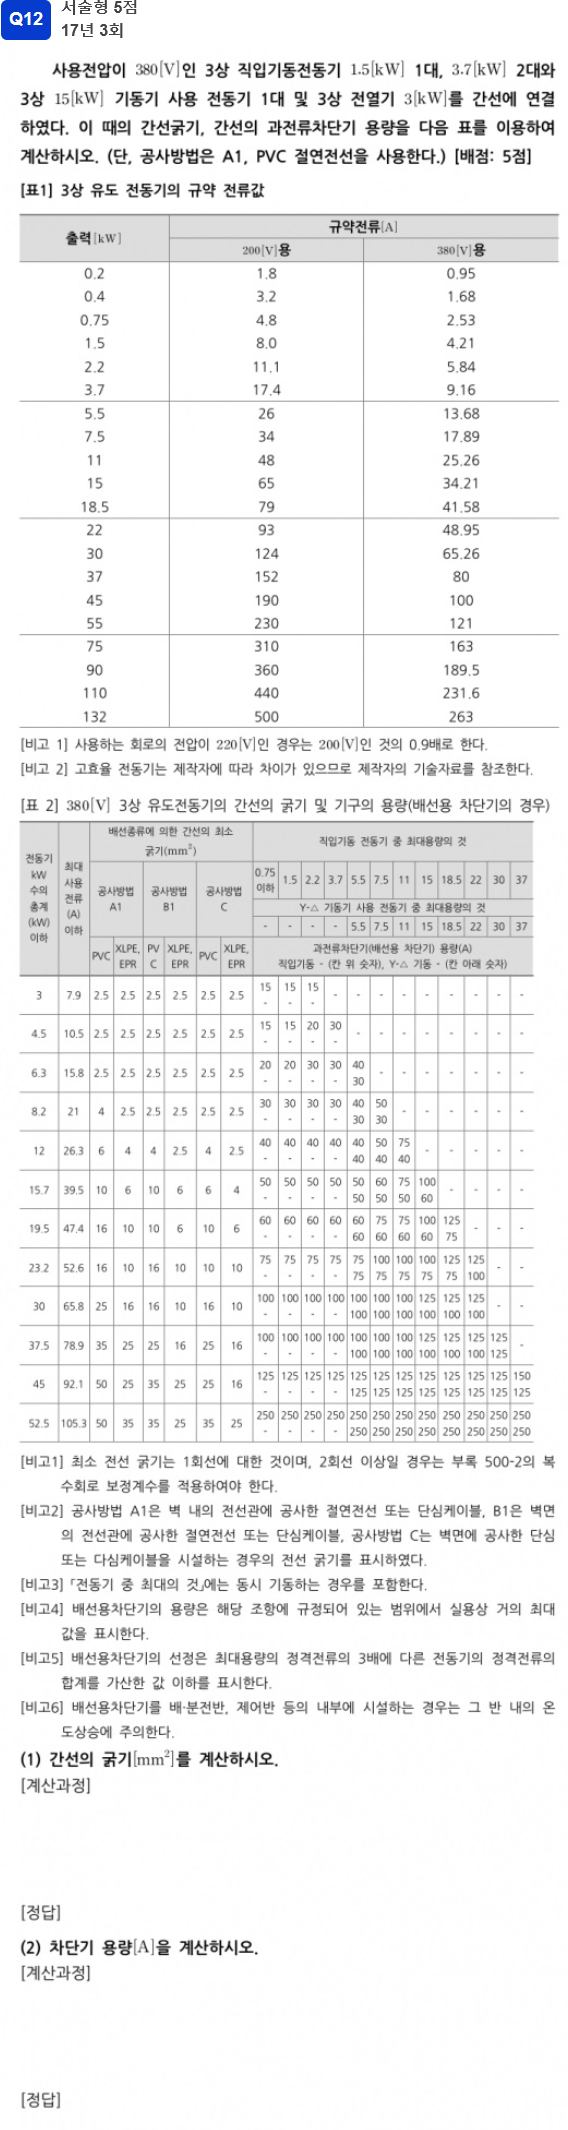 Q12
서술형 5점
17년 3회
사용전압이 380[V]인 3상 직입기동전동기 1.5[kW] 1대, 3.7[kW] 2대와
3상 15[kW] 기동기 사용 전동기 1대 및 3상 전열기 3[kW]를 간선에 연결
하였다. 이 때의 간선굵기, 간선의 과전류차단기 용량을 다음 표를 이용하여
계산하시오. (단, 공사방법은 A1, PVC 절연전선을 사용한다.) [배점: 5점]
[표1] 3상 유도 전동기의 규약 전류값
출력[kW] 규약전류[A]
200[V]용 380[V]용
0.2 1.8 0.95
0.4 3.2 1.68
0.75 4.8 2.53
1.5 8.0 4.21
2.2 11.1 5.84
3.7 17.4 9.16
5.5 26 13.68
7.5 34 17.89
11 48 25.26
15 65 34.21
18.5 79 41.58
22 93 48.95
30 124 65.26
37 152 80
45 190 100
55 230 121
75 310 163
90 360 189.5
110 440 231.6
132 500 263
[비고 1] 사용하는 회로의 전압이 220[V]인 경우는 200[V]인 것의 0.9배로 한다.
[비고 2] 고효율 전동기는 제작자에 따라 차이가 있으므로 제작자의 기술자료를 참조한다.
[표 2] 380[V] 3상 유도전동기의 간선의 굵기 및 기구의 용량(배선용 차단기의 경우)
전동기 kW 수의 총계 (kW) 이하 최대 사용 전류 (A) 이하 배선종류에 의한 간선의 최소 굵기(mm²) 직입기동 전동기 중 최대용량의 것
공사방법 A1 공사방법 B1 공사방법 C 0.75 이하 1.5 2.2 3.7 5.5 7.5 11 15 18.5 22 30 37
Y-△ 기동기 사용 전동기 중 최대용량의 것
- - - - 5.5 7.5 11 15 18.5 22 30 37
PVC XLPE, EPR PVC XLPE, EPR PVC XLPE, EPR 과전류차단기(배선용 차단기) 용량(A)
직입기동 - (칸 위 숫자), Y-△ 기동 - (칸 아래 숫자)
3 7.9 2.5 2.5 2.5 2.5 2.5 2.5 15 15 15 - - - - - - - - -
- - -
4.5 10.5 2.5 2.5 2.5 2.5 2.5 2.5 15 15 20 30 - - - - - - - -
- - - -
6.3 15.8 2.5 2.5 2.5 2.5 2.5 2.5 20 20 30 30 40 - - - - - - -
- - - - 30
8.2 21 4 2.5 2.5 2.5 2.5 2.5 30 30 30 30 40 50 - - - - - -
- - - - 30 30
12 26.3 6 4 4 2.5 4 2.5 40 40 40 40 40 50 75 - - - - -
- - - - 40 40 40
15.7 39.5 10 6 10 6 6 4 50 50 50 50 50 60 75 100 - - - -
- - - - 50 50 50 60
19.5 47.4 16 10 10 6 10 6 60 60 60 60 60 75 75 100 125 - - -
- - - - 60 60 60 60 75
23.2 52.6 16 10 16 10 10 10 75 75 75 75 75 100 100 100 125 125 - -
- - - - 75 75 75 75 75 100
30 65.8 25 16 16 10 16 10 100 100 100 100 100 100 100 125 125 125 - -
- - - - 100 100 100 100 100 100
37.5 78.9 35 25 25 16 25 16 100 100 100 100 100 100 100 125 125 125 125 -
- - - - 100 100 100 100 100 100 125
45 92.1 50 25 35 25 25 16 125 125 125 125 125 125 125 125 125 125 125 150
- - - - 125 125 125 125 125 125 125 125
52.5 105.3 50 35 35 25 35 25 250 250 250 250 250 250 250 250 250 250 250 250
- - - - 250 250 250 250 250 250 250 250
[비고1] 최소 전선 굵기는 1회선에 대한 것이며, 2회선 이상일 경우는 부록 500-2의 복
수회로 보정계수를 적용하여야 한다.
[비고2] 공사방법 A1은 벽 내의 전선관에 공사한 절연전선 또는 단심케이블, B1은 벽면
의 전선관에 공사한 절연전선 또는 단심케이블, 공사방법 C는 벽면에 공사한 단심
또는 다심케이블을 시설하는 경우의 전선 굵기를 표시하였다.
[비고3] 「전동기 중 최대의 것」에는 동시 기동하는 경우를 포함한다.
[비고4] 배선용차단기의 용량은 해당 조항에 규정되어 있는 범위에서 실용상 거의 최대
값을 표시한다.
[비고5] 배선용차단기의 선정은 최대용량의 정격전류의 3배에 다른 전동기의 정격전류의
합계를 가산한 값 이하를 표시한다.
[비고6] 배선용차단기를 배·분전반, 제어반 등의 내부에 시설하는 경우는 그 반 내의 온
도상승에 주의한다.
(1) 간선의 굵기[mm²]를 계산하시오.
[계산과정]
[정답]
(2) 차단기 용량[A]을 계산하시오.
[계산과정]
[정답]